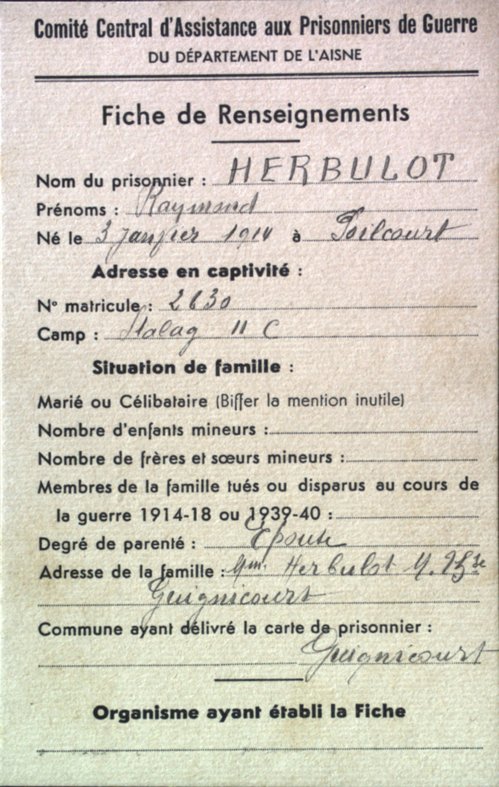 Comité Central d'Assistance aux Prisonniers de Guerre
DU DÉPARTEMENT DE L'AISNE
Fiche de Renseignements
Nom du prisonnier : HERBULOT
Prénoms : Raymond
Né le 3 janvier 1914 à Poilcourt
Adresse en captivité :
N° matricule : 2630
Camp : Stalag II C
Situation de famille :
Marié ou Célibataire (Biffer la mention inutile)
Nombre d'enfants mineurs :
Nombre de frères et sœurs mineurs :
Membres de la famille tués ou disparus au cours de
la guerre 1914-18 ou 1939-40 :
Degré de parenté : Epouse
Adresse de la famille : Mme Herbulot
Guignicourt
Commune ayant délivré la carte de prisonnier :
Guignicourt
Organisme ayant établi la Fiche